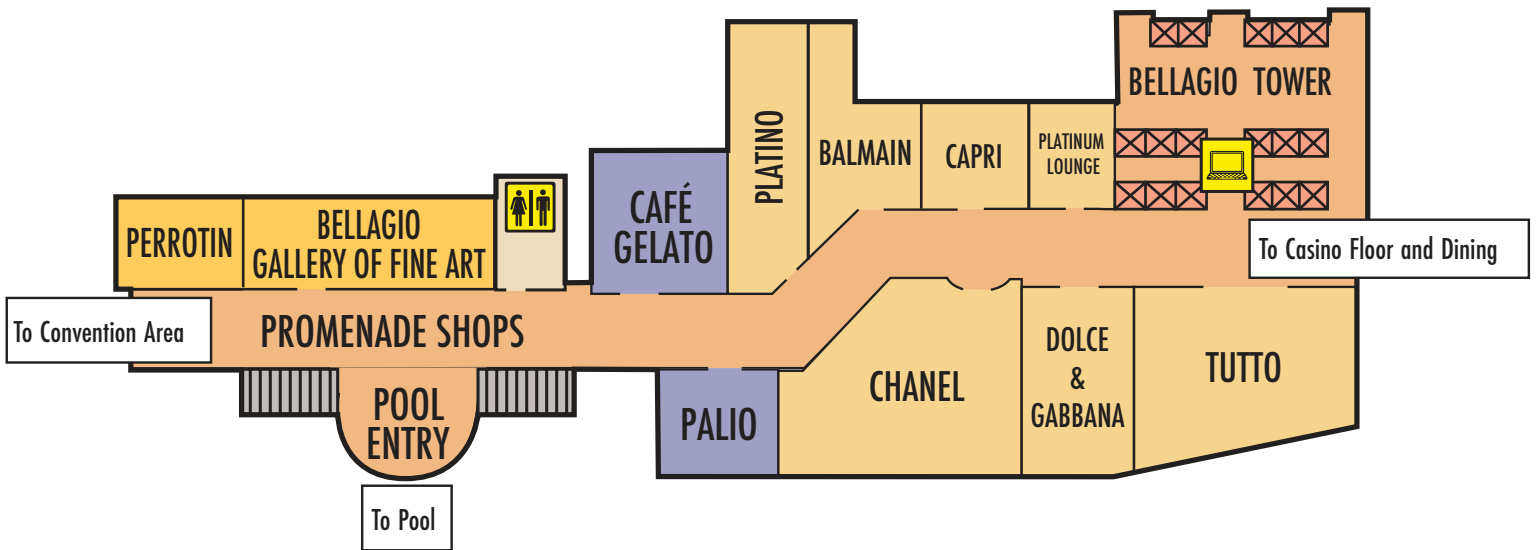 BELLAGIO TOWER
PLATINO
BALMAIN
CAPRI
PLATINUM
LOUNGE
CAFÉ
GELATO
PERROTIN
BELLAGIO
GALLERY OF FINE ART
To Casino Floor and Dining
To Convention Area
PROMENADE SHOPS
POOL
ENTRY
PALIO
CHANEL
DOLCE
&
GABBANA
TUTTO
To Pool